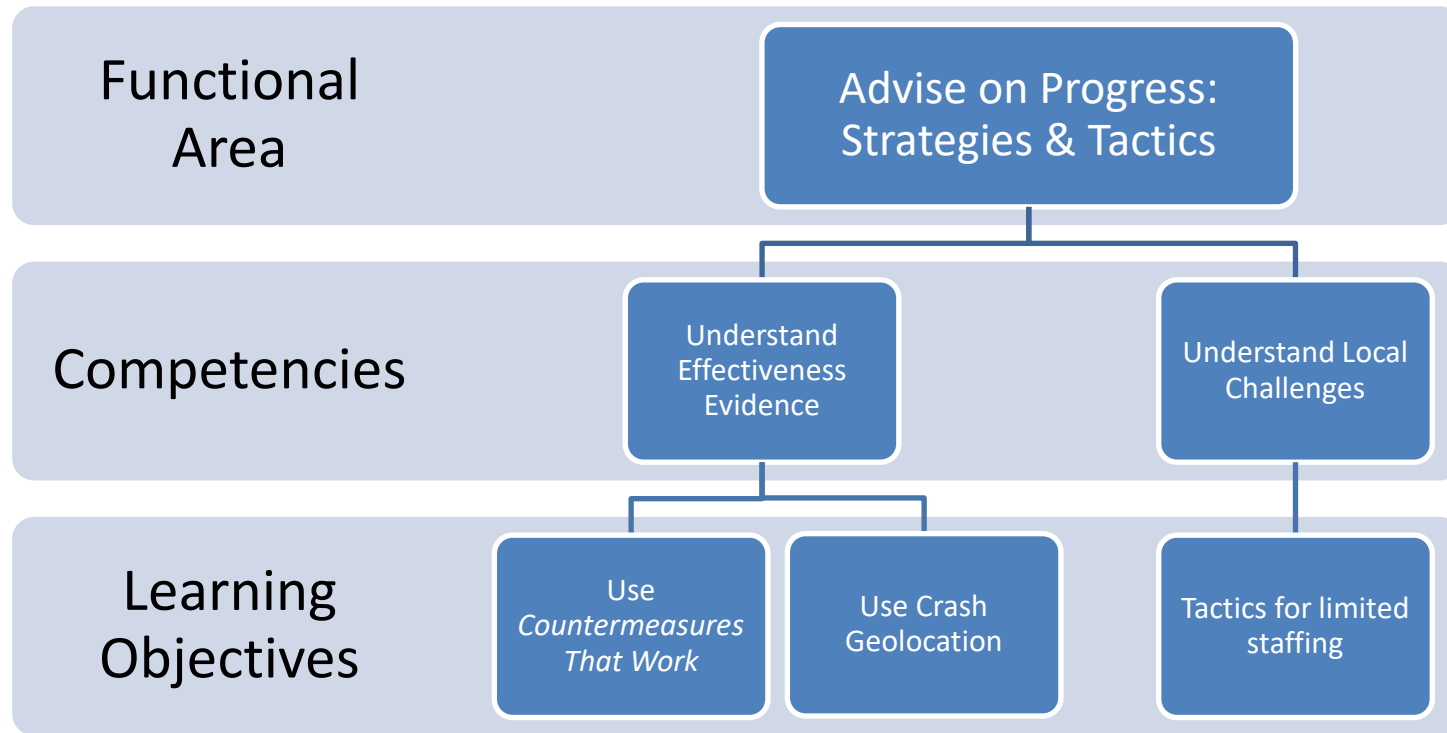 Functional
Area
Advise on Progress:
Strategies & Tactics
Competencies
Understand
Effectiveness
Evidence
Understand Local
Challenges
Learning
Objectives
Use
Countermeasures
That Work
Use Crash
Geolocation
Tactics for limited
staffing